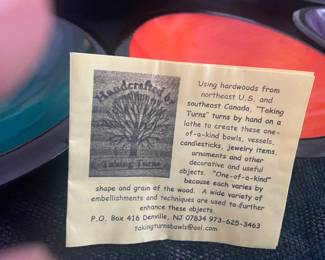 Handcrafted by
Taking Turns
Using hardwoods from
northeast U.S. and
southeast Canada, "Taking
Turns" turns by hand on a
lathe to create these one-
of-a-kind bowls, vessels,
candlesticks, jewelry items,
ornaments and other
decorative and useful
objects. "One-of-a-kind"
because each varies by
shape and grain of the wood. A wide variety of
embellishments and techniques are used to further
enhance these objects.
P.O. Box 416 Denville, NJ 07834 973-625-3463
takingturnsbowls@aol.com